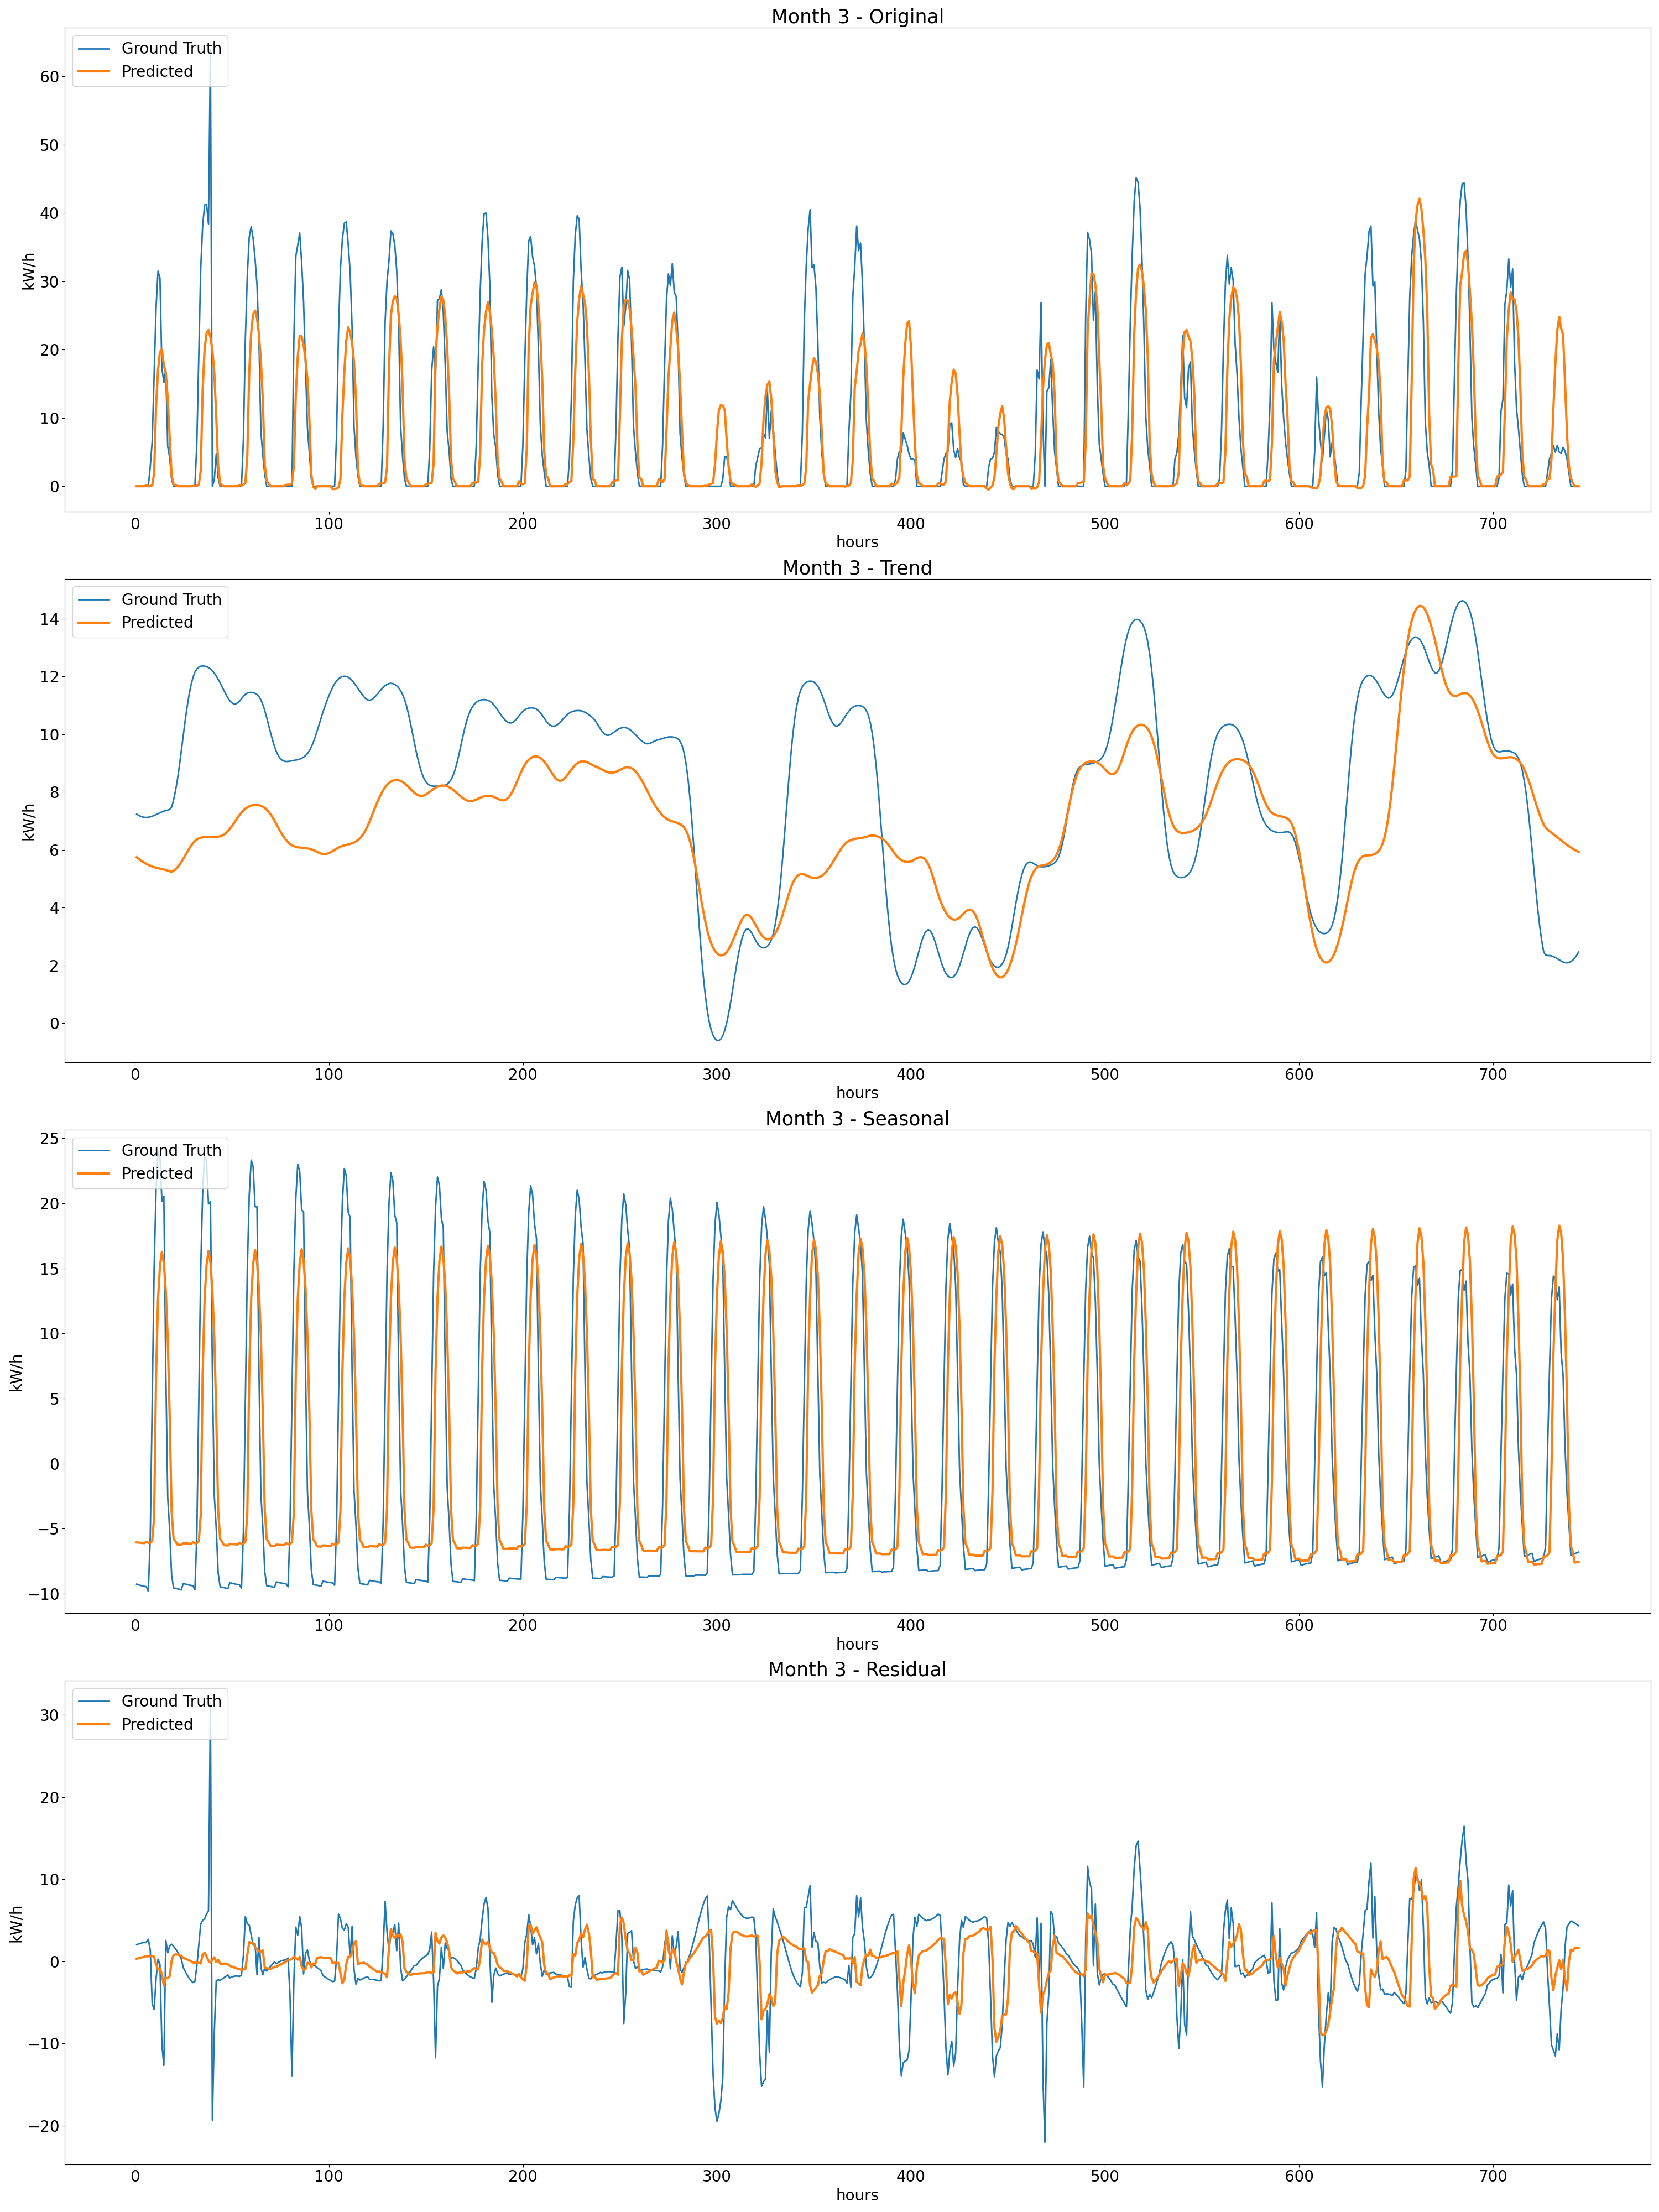 Month 3 - Original
Ground Truth
Predicted
60
50
40
30
20
10
0
kW/h
0 100 200 300 400 500 600 700
hours
Month 3 - Trend
Ground Truth
Predicted
14
12
10
8
6
4
2
0
kW/h
0 100 200 300 400 500 600 700
hours
Month 3 - Seasonal
Ground Truth
Predicted
25
20
15
10
5
0
−5
−10
kW/h
0 100 200 300 400 500 600 700
hours
Month 3 - Residual
Ground Truth
Predicted
30
20
10
0
−10
−20
kW/h
0 100 200 300 400 500 600 700
hours